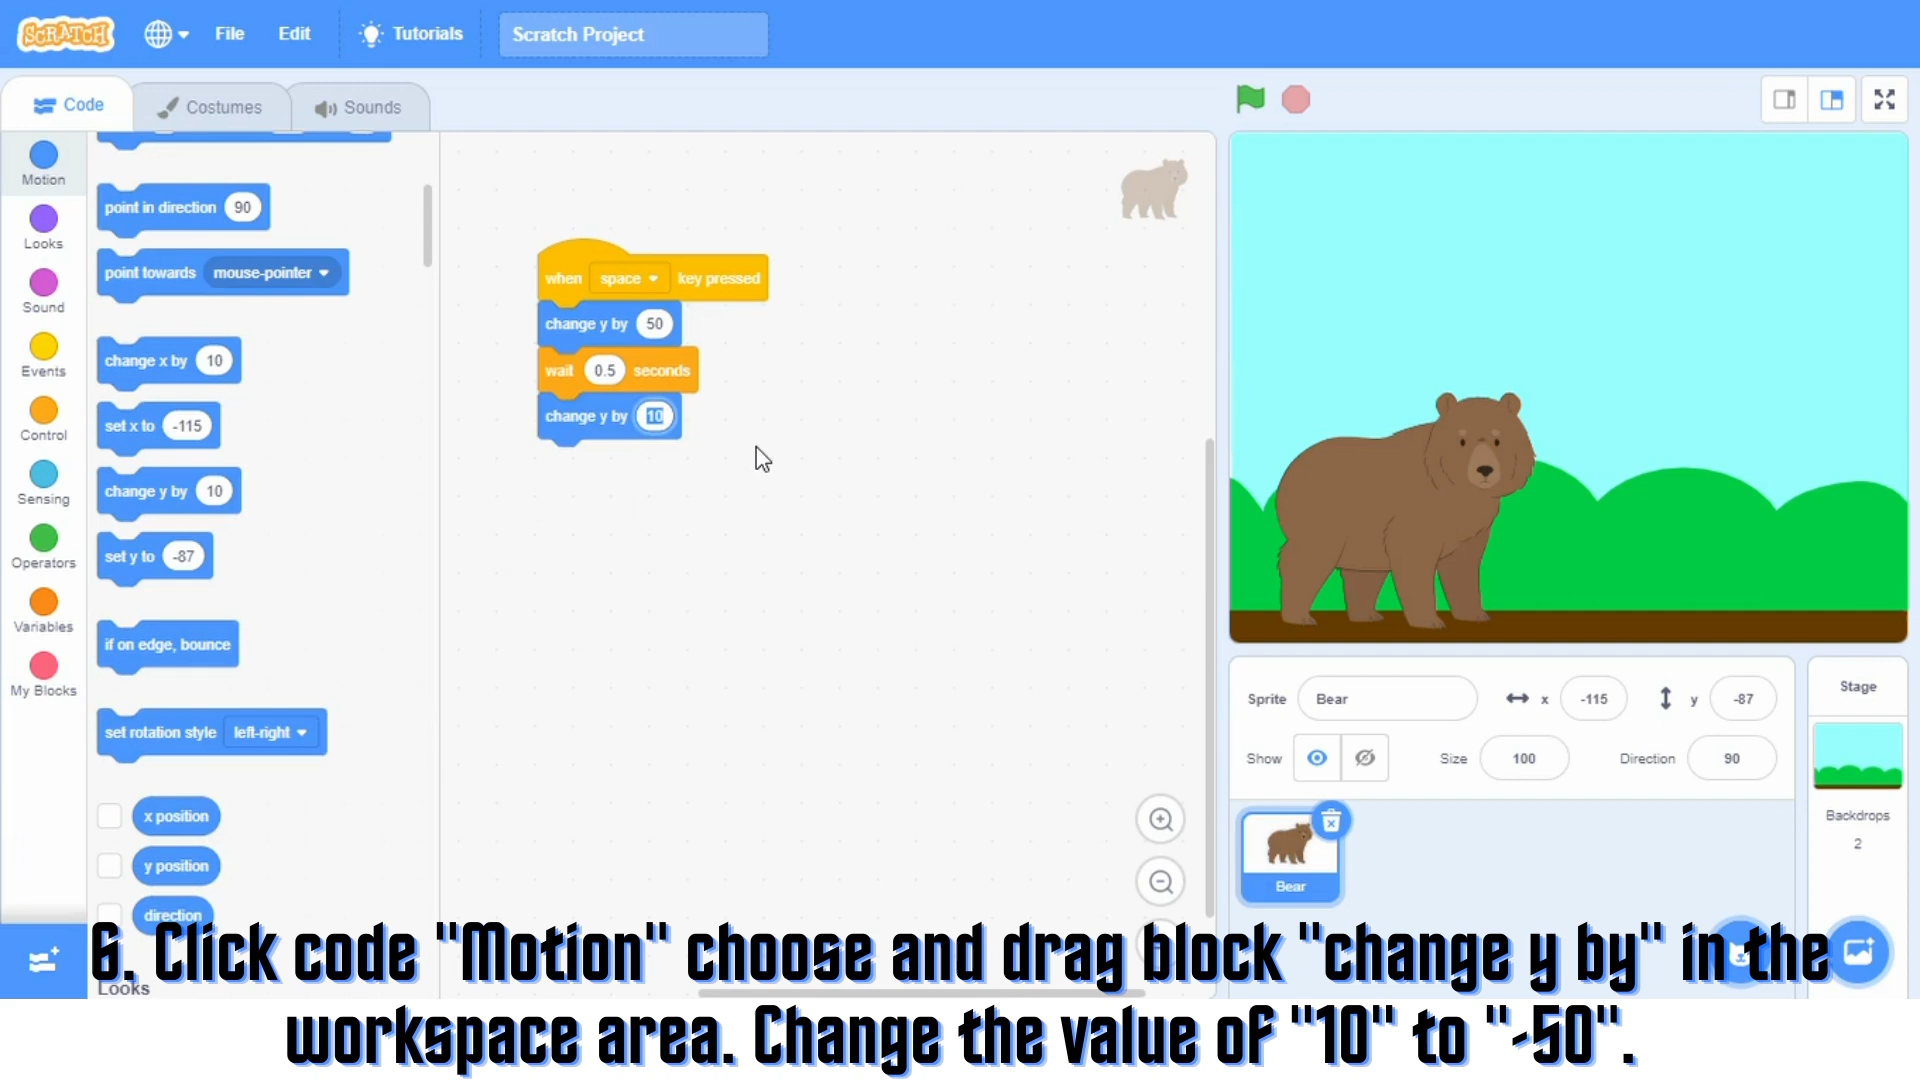 SCRATCH
File
Edit
Tutorials
Scratch Project
Code
Costumes
Sounds
Motion
Looks
Sound
Events
Control
Sensing
Operators
Variables
My Blocks
point in direction 90
point towards mouse-pointer
change x by 10
set x to -115
change y by 10
set y to -87
if on edge, bounce
set rotation style left-right
x position
y position
direction
Looks
when space key pressed
change y by 50
wait 0.5 seconds
change y by 10
Sprite Bear x -115 y -87
Show Size 100 Direction 90
Bear
Stage
Backdrops
2
6. Click code "Motion" choose and drag block "change y by" in the
workspace area. Change the value of "10" to "-50".